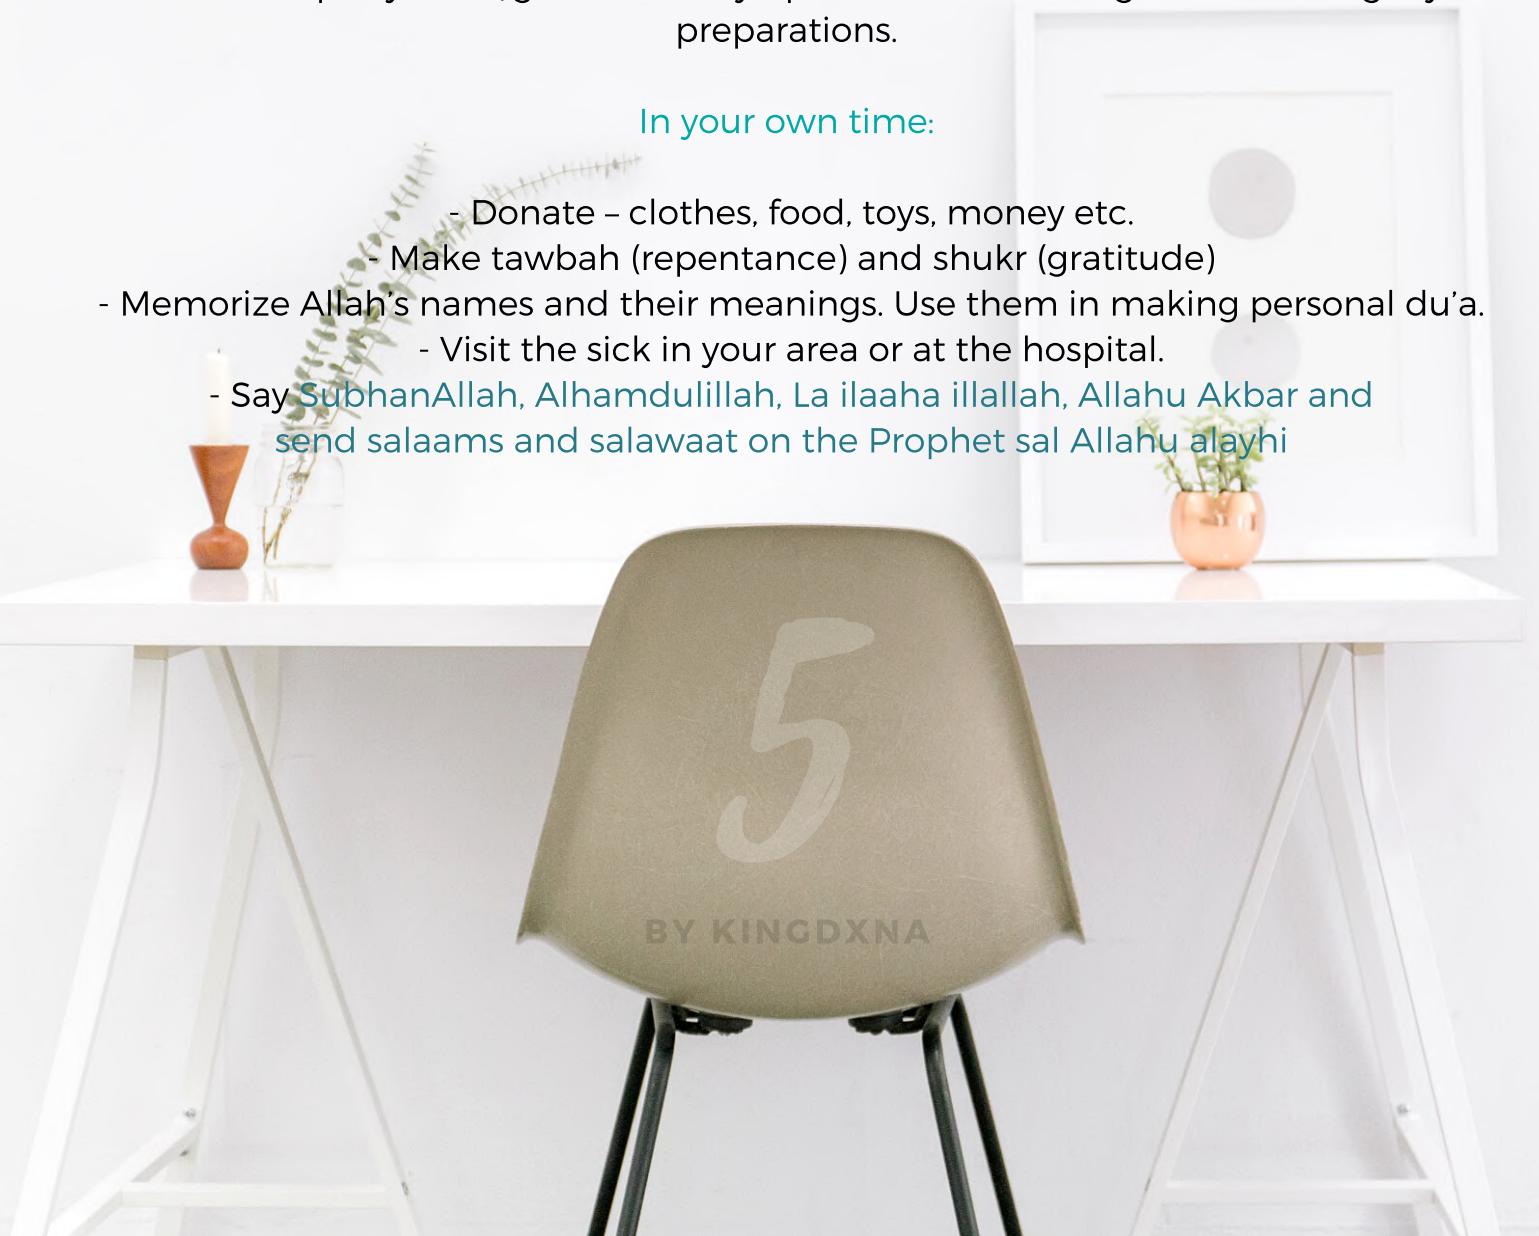 preparations.
In your own time:
- Donate – clothes, food, toys, money etc.
- Make tawbah (repentance) and shukr (gratitude)
- Memorize Allah’s names and their meanings. Use them in making personal du’a.
- Visit the sick in your area or at the hospital.
- Say SubhanAllah, Alhamdulillah, La ilaaha illallah, Allahu Akbar and
send salaams and salawaat on the Prophet sal Allahu alayhi
5
BY KINGDXNA